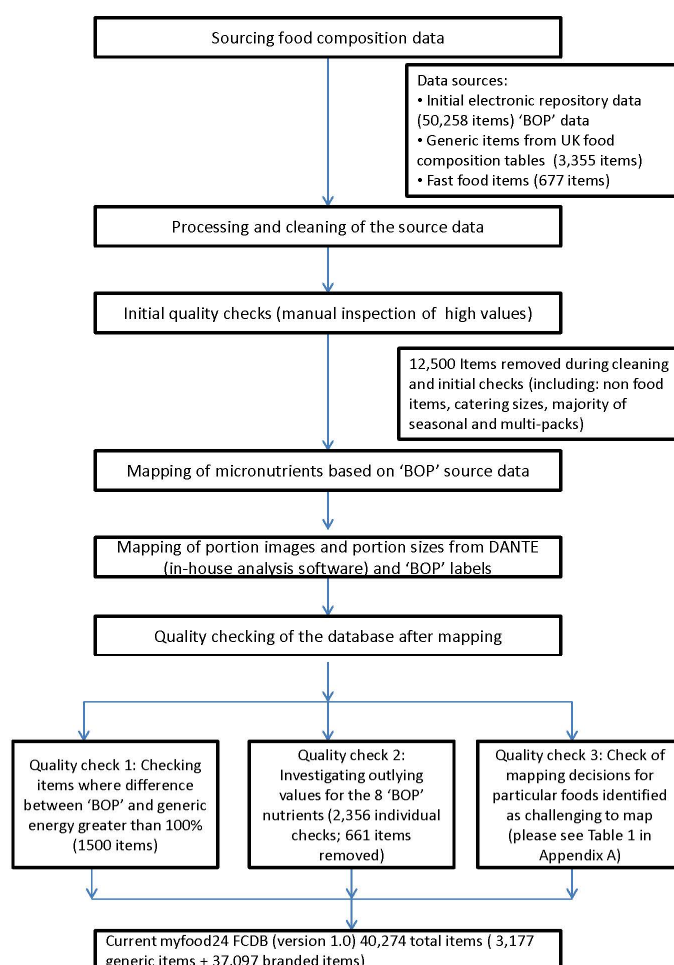 Sourcing food composition data
Data sources:
• Initial electronic repository data
(50,258 items) ‘BOP’ data
• Generic items from UK food
composition tables (3,355 items)
• Fast food items (677 items)
Processing and cleaning of the source data
Initial quality checks (manual inspection of high values)
12,500 Items removed during cleaning
and initial checks (including: non food
items, catering sizes, majority of
seasonal and multi-packs)
Mapping of micronutrients based on ‘BOP’ source data
Mapping of portion images and portion sizes from DANTE
(in-house analysis software) and ‘BOP’ labels
Quality checking of the database after mapping
Quality check 1: Checking
items where difference
between ‘BOP’ and generic
energy greater than 100%
(1500 items)
Quality check 2:
Investigating outlying
values for the 8 ‘BOP’
nutrients (2,356 individual
checks; 661 items
removed)
Quality check 3: Check of
mapping decisions for
particular foods identified
as challenging to map
(please see Table 1 in
Appendix A)
Current myfood24 FCDB (version 1.0) 40,274 total items ( 3,177
generic items + 37,097 branded items)